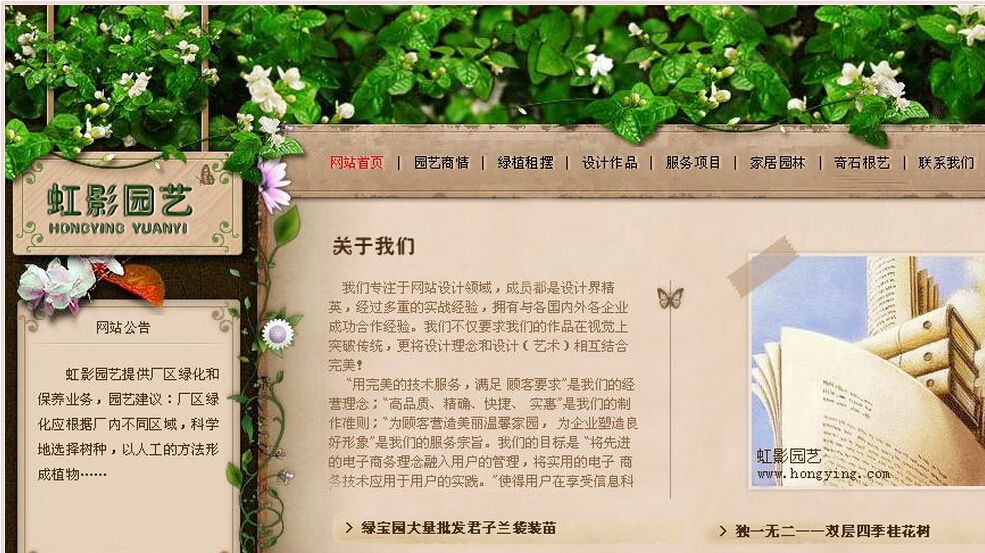 网站首页 | 园艺商情 | 绿植租摆 | 设计作品 | 服务项目 | 家居园林 | 奇石根艺 | 联系我们
虹影园艺
HONGYING YUANYI
网站公告
虹影园艺提供厂区绿化和
保养业务，园艺建议：厂区绿
化应根据厂内不同区域，科学
地选择树种，以人工的方法形
成植物……
关于我们
我们专注于网站设计领域，成员都是设计界精
英，经过多重的实战经验，拥有与各国内外各企业
成功合作经验。我们不仅要求我们的作品在视觉上
突破传统，更将设计理念和设计（艺术）相互结合
完美！
“用完美的技术服务，满足 顾客要求”是我们的经
营理念；“高品质、精确、快捷、 实惠”是我们的制
作准则；“为顾客营造美丽温馨家园， 为企业塑造良
好形象”是我们的服务宗旨。我们的目标是 “将先进
的电子商务理念融入用户的管理，将实用的电子 商
务技术应用于用户的实践。”使得用户在享受信息科
虹影园艺
www.hongying.com
> 绿宝园大量批发君子兰袋装苗
> 独一无二——双层四季桂花树